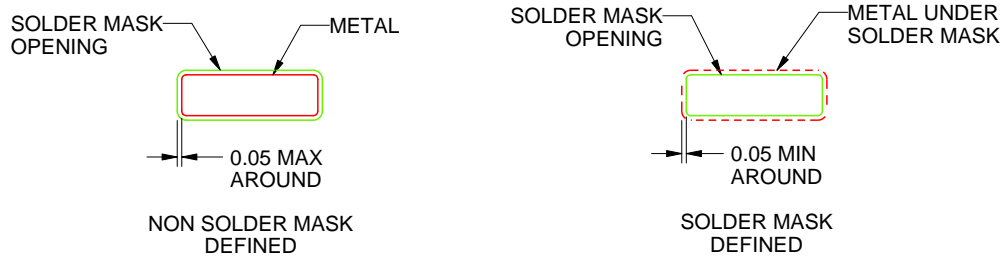 SOLDER MASK
OPENING
METAL
0.05 MAX
AROUND
NON SOLDER MASK
DEFINED
SOLDER MASK
OPENING
METAL UNDER
SOLDER MASK
0.05 MIN
AROUND
SOLDER MASK
DEFINED